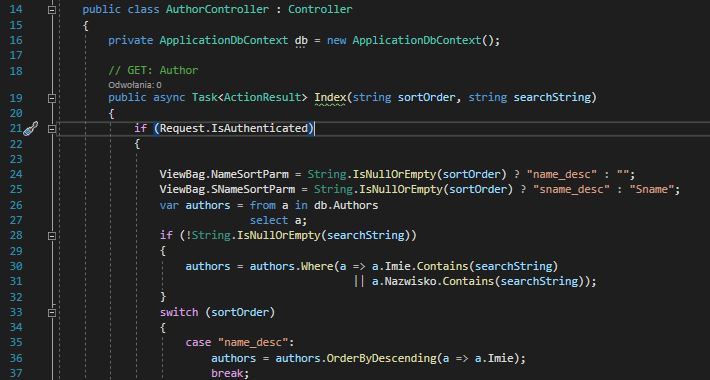 14 public class AuthorController : Controller
15 {
16 private ApplicationDbContext db = new ApplicationDbContext();
17
18 // GET: Author
Odwołania: 0
19 public async Task<ActionResult> Index(string sortOrder, string searchString)
20 {
21 if (Request.IsAuthenticated)
22 {
23
24 ViewBag.NameSortParm = String.IsNullOrEmpty(sortOrder) ? "name_desc" : "";
25 ViewBag.SNameSortParm = String.IsNullOrEmpty(sortOrder) ? "sname_desc" : "Sname";
26 var authors = from a in db.Authors
27 select a;
28 if (!String.IsNullOrEmpty(searchString))
29 {
30 authors = authors.Where(a => a.Imie.Contains(searchString)
31 || a.Nazwisko.Contains(searchString));
32 }
33 switch (sortOrder)
34 {
35 case "name_desc":
36 authors = authors.OrderByDescending(a => a.Imie);
37 break;